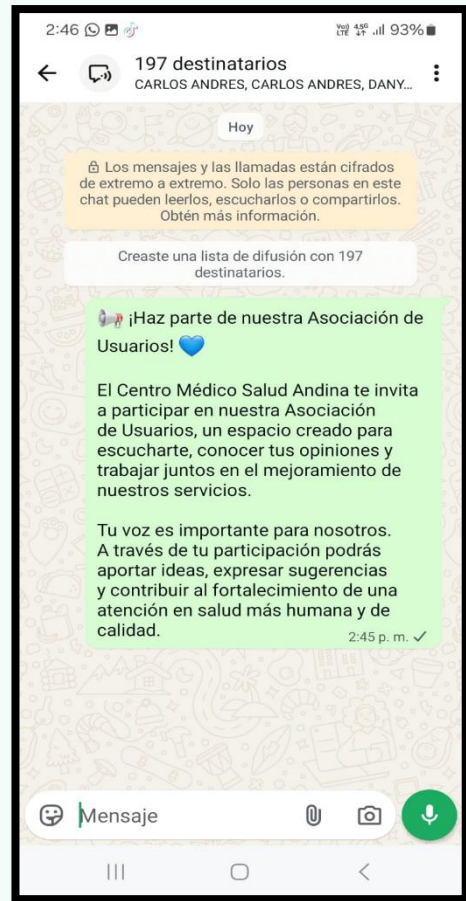 2:46
Vo) 4,5G
LTE
93%
197 destinatarios
CARLOS ANDRES, CARLOS ANDRES, DANY...
Hoy
Los mensajes y las llamadas están cifrados
de extremo a extremo. Solo las personas en este
chat pueden leerlos, escucharlos o compartirlos.
Obtén más información.
Creaste una lista de difusión con 197
destinatarios.
¡Haz parte de nuestra Asociación de
Usuarios!
El Centro Médico Salud Andina te invita
a participar en nuestra Asociación
de Usuarios, un espacio creado para
escucharte, conocer tus opiniones y
trabajar juntos en el mejoramiento de
nuestros servicios.
Tu voz es importante para nosotros.
A través de tu participación podrás
aportar ideas, expresar sugerencias
y contribuir al fortalecimiento de una
atención en salud más humana y de
calidad.
2:45 p. m.
Mensaje